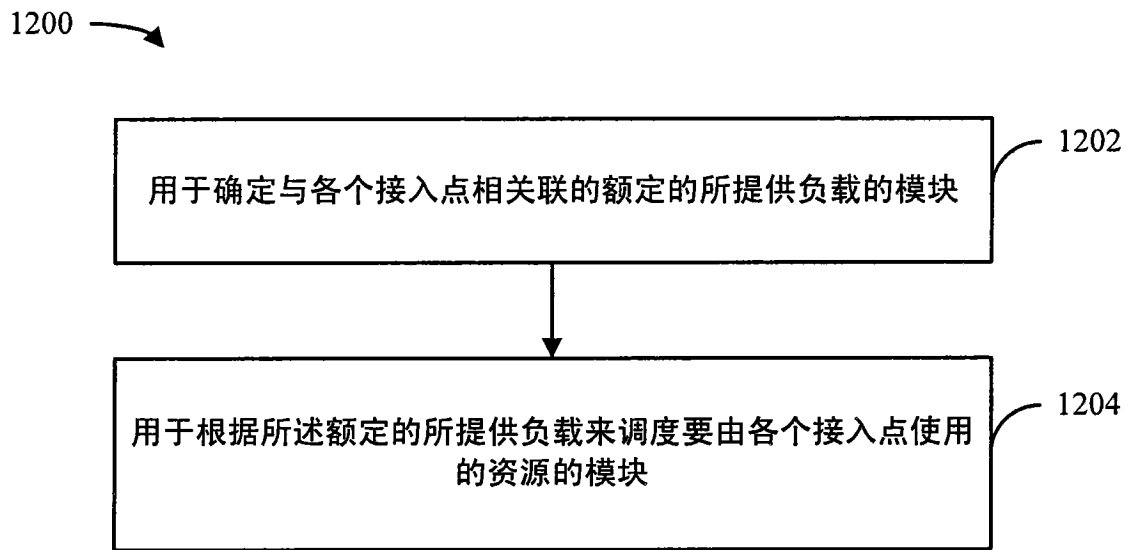 1200
1202
用于确定与各个接入点相关联的额定的所提供负载的模块
1204
用于根据所述额定的所提供负载来调度要由各个接入点使用
的资源的模块